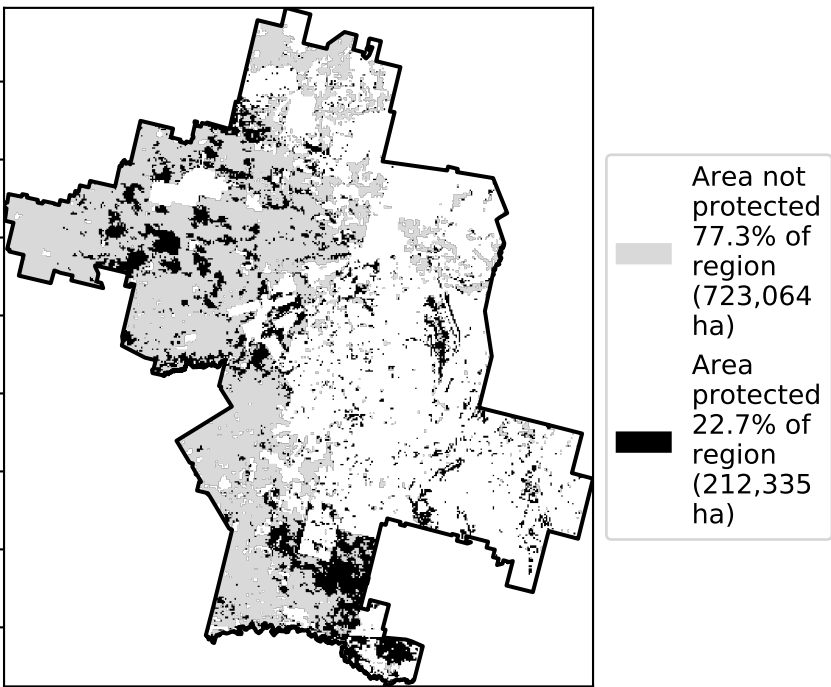 Area not
protected
77.3% of
region
(723,064
ha)
Area
protected
22.7% of
region
(212,335
ha)